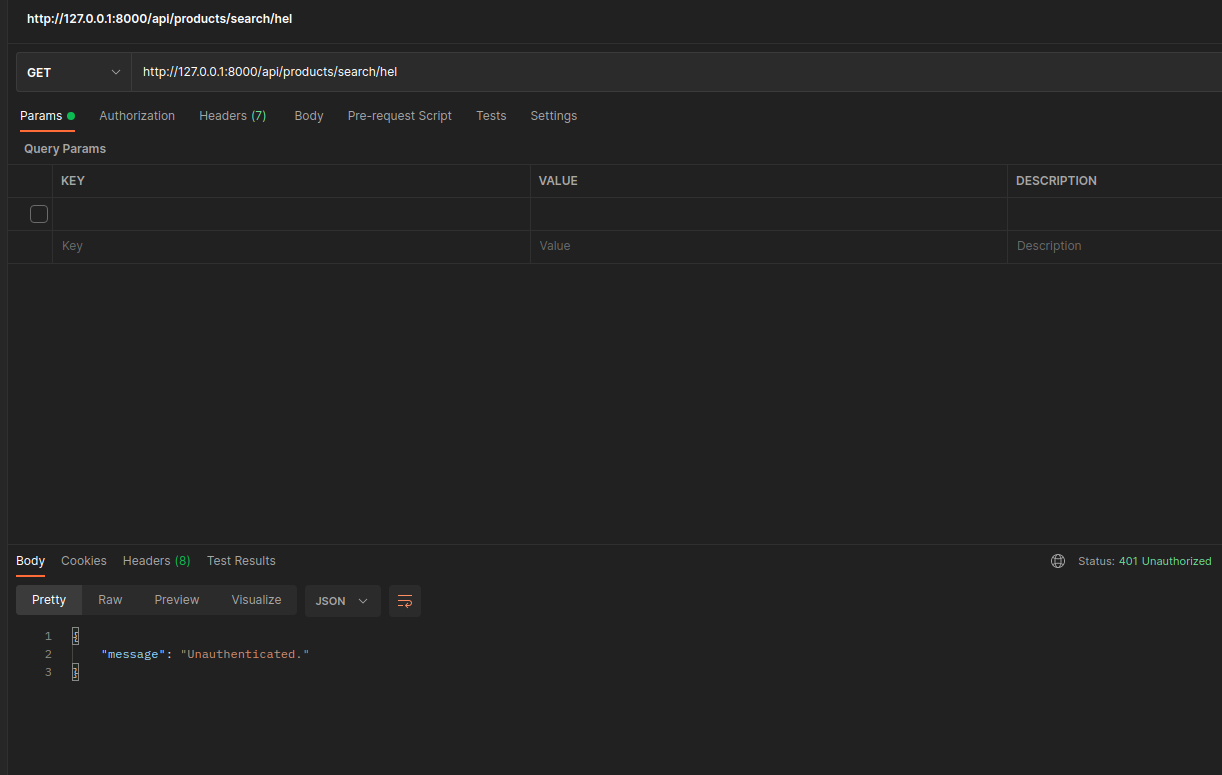 http://127.0.0.1:8000/api/products/search/hel
GET http://127.0.0.1:8000/api/products/search/hel
Params Authorization Headers (7) Body Pre-request Script Tests Settings
Query Params
KEY VALUE DESCRIPTION
Key Value Description
Body Cookies Headers (8) Test Results Status: 401 Unauthorized
Pretty Raw Preview Visualize JSON
1 {
2 "message": "Unauthenticated."
3 }